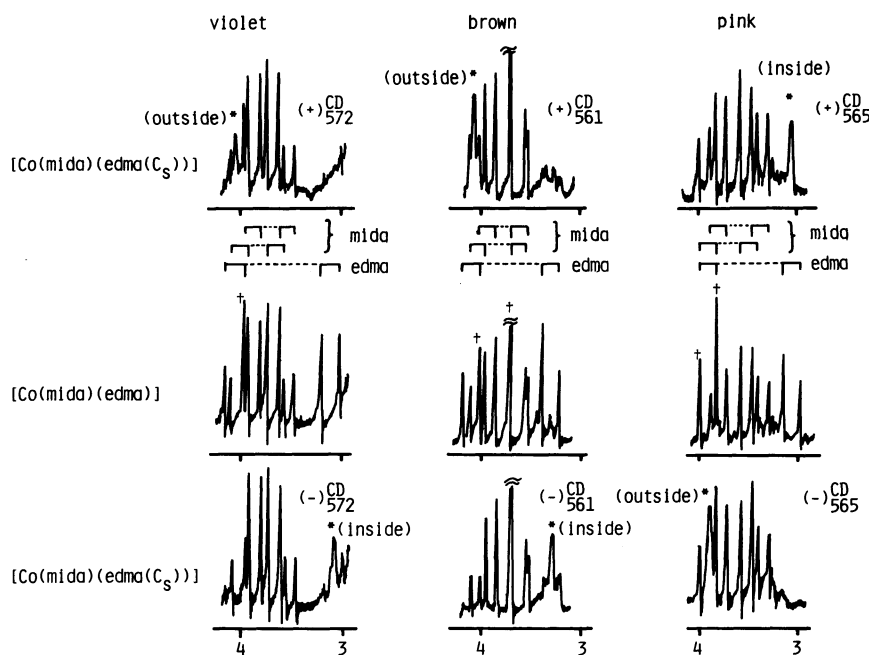 violet brown pink
(outside)* (+)CD 572 (outside)* (+)CD 561 (inside) * (+)CD 565
[Co(mida)(edma(Cs))]
} mida
edma
} mida
edma
} mida
edma
† † † †
[Co(mida)(edma)]
(-)CD 572 *(inside) (-)CD 561 *(inside) (outside)* (-)CD 565
[Co(mida)(edma(Cs))]
4 3 4 3 4 3